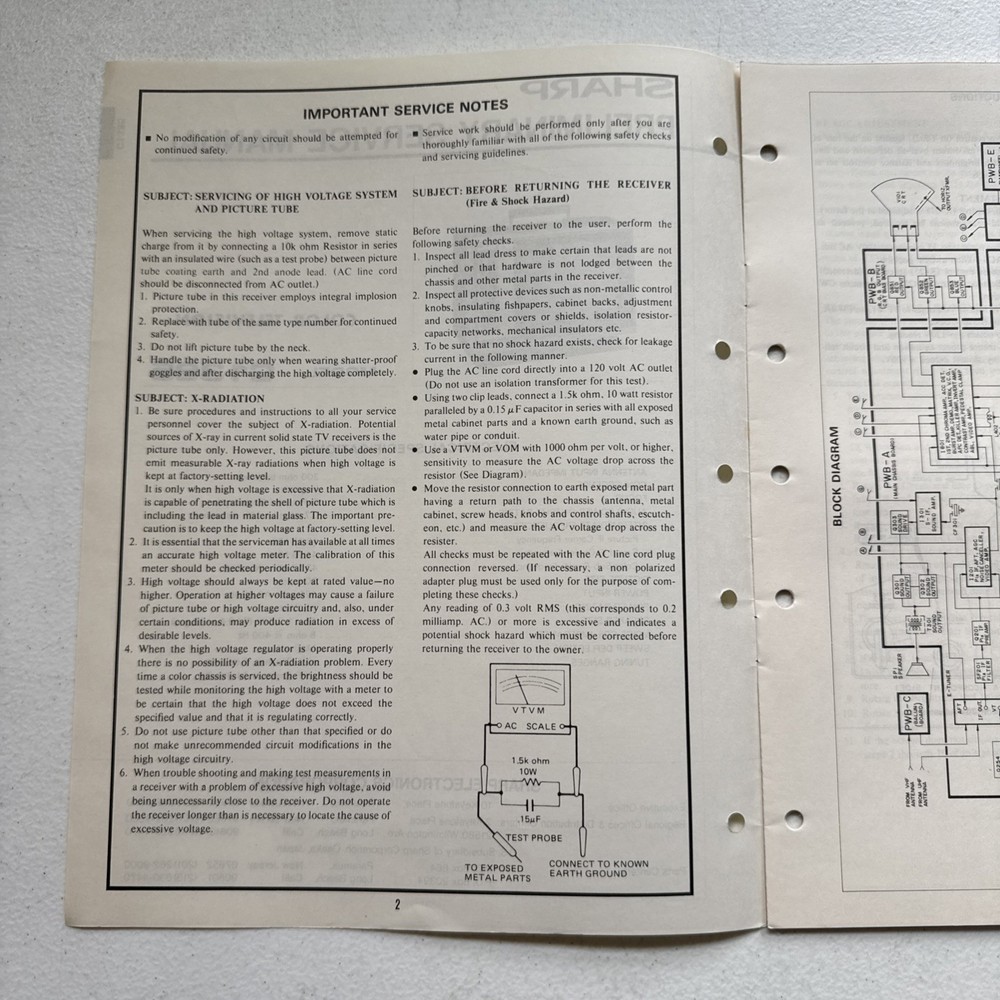 IMPORTANT SERVICE NOTES
■ No modification of any circuit should be attempted for
continued safety.
■ Service work should be performed only after you are
thoroughly familiar with all of the following safety checks
and servicing guidelines.
SUBJECT: SERVICING OF HIGH VOLTAGE SYSTEM
AND PICTURE TUBE
When servicing the high voltage system, remove static
charge from it by connecting a 10k ohm Resistor in series
with an insulated wire (such as a test probe) between picture
tube coating earth and 2nd anode lead. (AC line cord
should be disconnected from AC outlet.)
1. Picture tube in this receiver employs integral implosion
protection.
2. Replace with tube of the same type number for continued
safety.
3. Do not lift picture tube by the neck.
4. Handle the picture tube only when wearing shatter-proof
goggles and after discharging the high voltage completely.
SUBJECT: X-RADIATION
1. Be sure procedures and instructions to all your service
personnel cover the subject of X-radiation. Potential
sources of X-ray in current solid state TV receivers is the
picture tube only. However, this picture tube does not
emit measurable X-ray radiations when high voltage is
kept at factory-setting level.
It is only when high voltage is excessive that X-radiation
is capable of penetrating the shell of picture tube which is
including the lead in material glass. The important pre-
caution is to keep the high voltage at factory-setting level.
2. It is essential that the serviceman has available at all times
an accurate high voltage meter. The calibration of this
meter should be checked periodically.
3. High voltage should always be kept at rated value—no
higher. Operation at higher voltages may cause a failure
of picture tube or high voltage circuitry and, also, under
certain conditions, may produce radiation in excess of
desirable levels.
4. When the high voltage regulator is operating properly
there is no possibility of an X-radiation problem. Every
time a color chassis is serviced, the brightness should be
tested while monitoring the high voltage with a meter to
be certain that the high voltage does not exceed the
specified value and that it is regulating correctly.
5. Do not use picture tube other than that specified or do
not make unrecommended circuit modifications in the
high voltage circuitry.
6. When trouble shooting and making test measurements in
a receiver with a problem of excessive high voltage, avoid
being unnecessarily close to the receiver. Do not operate
the receiver longer than is necessary to locate the cause of
excessive voltage.
SUBJECT: BEFORE RETURNING THE RECEIVER
(Fire & Shock Hazard)
Before returning the receiver to the user, perform the
following safety checks.
1. Inspect all lead dress to make certain that leads are not
pinched or that hardware is not lodged between the
chassis and other metal parts in the receiver.
2. Inspect all protective devices such as non-metallic control
knobs, insulating fishpapers, cabinet backs, adjustment
and compartment covers or shields, isolation resistor-
capacity networks, mechanical insulators etc.
3. To be sure that no shock hazard exists, check for leakage
current in the following manner.
● Plug the AC line cord directly into a 120 volt AC outlet
(Do not use an isolation transformer for this test).
● Using two clip leads, connect a 1.5k ohm, 10 watt resistor
paralleled by a 0.15 µF capacitor in series with all exposed
metal cabinet parts and a known earth ground, such as
water pipe or conduit.
● Use a VTVM or VOM with 1000 ohm per volt, or higher,
sensitivity to measure the AC voltage drop across the
resistor (See Diagram).
● Move the resistor connection to earth exposed metal part
having a return path to the chassis (antenna, metal
cabinet, screw heads, knobs and control shafts, escutch-
eon, etc.) and measure the AC voltage drop across the
resister.
All checks must be repeated with the AC line cord plug
connection reversed. (If necessary, a non polarized
adapter plug must be used only for the purpose of com-
pleting these checks.)
Any reading of 0.3 volt RMS (this corresponds to 0.2
milliamp. AC.) or more is excessive and indicates a
potential shock hazard which must be corrected before
returning the receiver to the owner.
VTVM
AC SCALE
1.5k ohm
10W
.15µF
TEST PROBE
TO EXPOSED
METAL PARTS
CONNECT TO KNOWN
EARTH GROUND
2
BLOCK DIAGRAM
PWB-A
MAIN CHASSIS BOARD
PWB-B
PWB-C
PWB-E
SPEAKER
E-TUNER
AFT
IF OUT
FROM VHF
ANTENNA
FROM UHF
ANTENNA